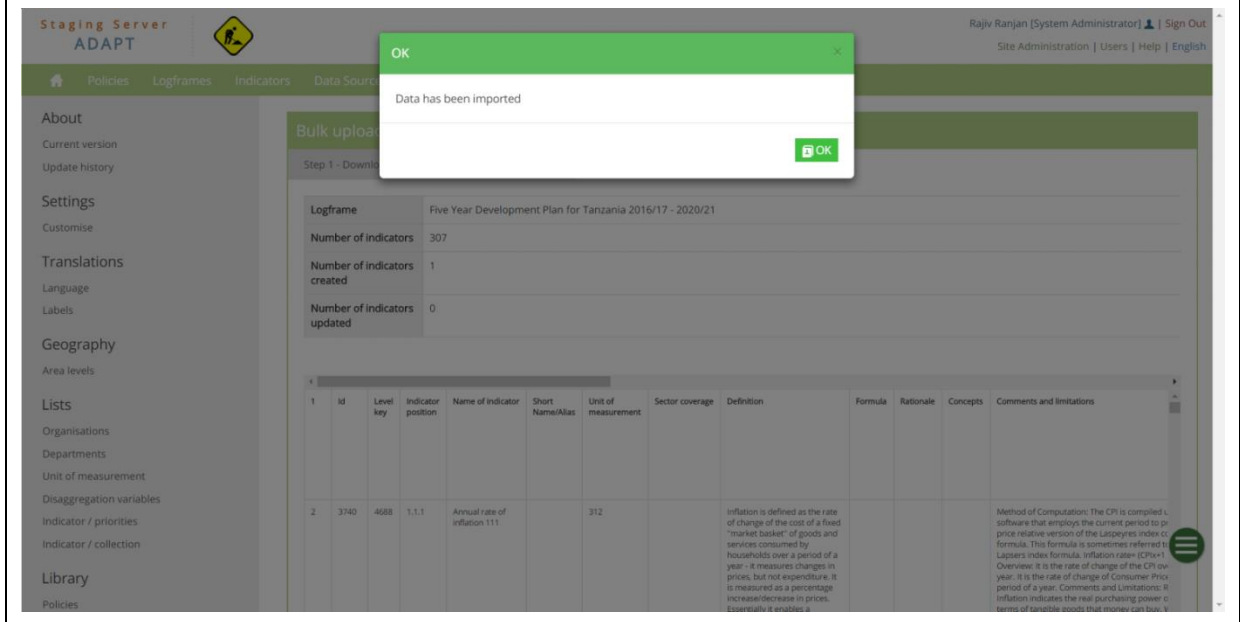 Staging Server
ADAPT
Rajiv Ranjan [System Administrator] | Sign Out
Site Administration | Users | Help | English
Policies Logframes Indicators Data Sour
OK
×
Data has been imported
OK
About
Current version
Update history
Settings
Customise
Translations
Language
Labels
Geography
Area levels
Lists
Organisations
Departments
Unit of measurement
Disaggregation variables
Indicator / priorities
Indicator / collection
Library
Policies
Bulk uploa
Step 1 - Downlo
Logframe Five Year Development Plan for Tanzania 2016/17 - 2020/21
Number of indicators 307
Number of indicators created 1
Number of indicators updated 0
1 Id Level key Indicator position Name of indicator Short Name/Alias Unit of measurement Sector coverage Definition Formula Rationale Concepts Comments and limitations
2 3740 4688 1.1.1 Annual rate of inflation 111 312
Inflation is defined as the rate
of change of the cost of a fixed
"market basket" of goods and
services consumed by
households over a period of a
year - it measures changes in
prices, but not expenditure. It
is measured as a percentage
increase/decrease in prices.
Essentially it enables a
Method of Computation: The CPI is compiled u
software that employs the current period to p
price relative version of the Laspeyres index co
formula. This formula is sometimes referred t
Lapsers index formula. Inflation rate= (CPIx+1
Overview: It is the rate of change of the CPI ov
year. It is the rate of change of Consumer Price
period of a year. Comments and Limitations: R
Inflation indicates the real purchasing power o
terms of tangible goods that money can buy.